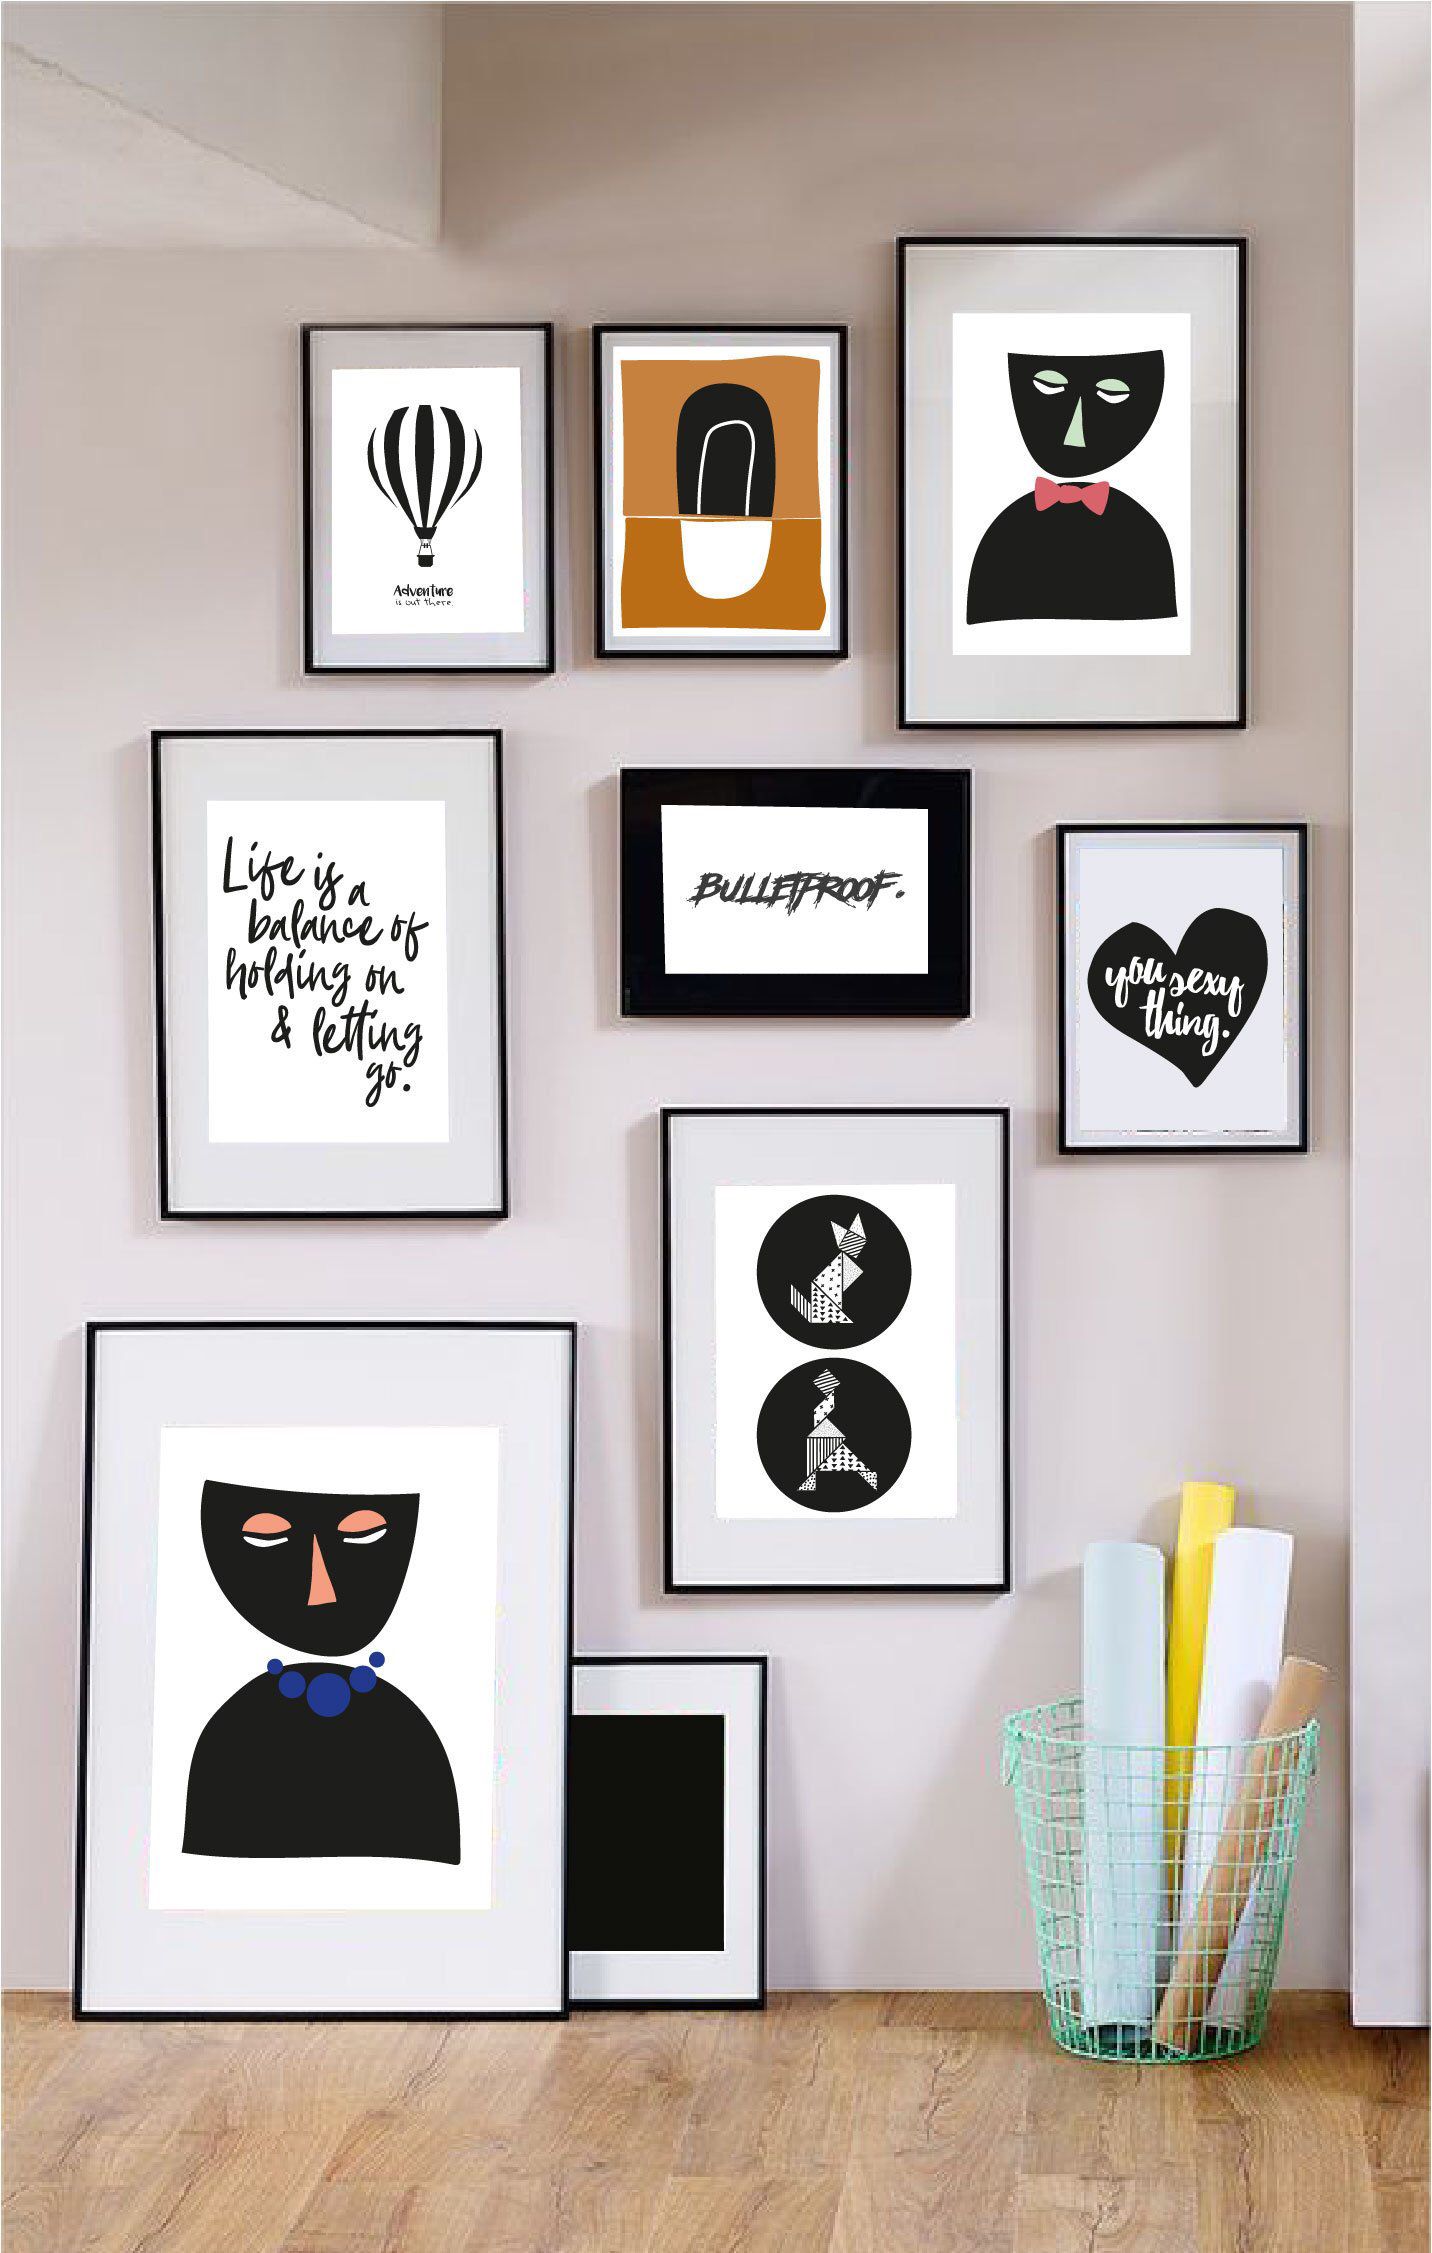 Adventure
is out there.
Life is
a
balance of
holding on
& letting
go.
BULLETPROOF.
you sexy
thing.